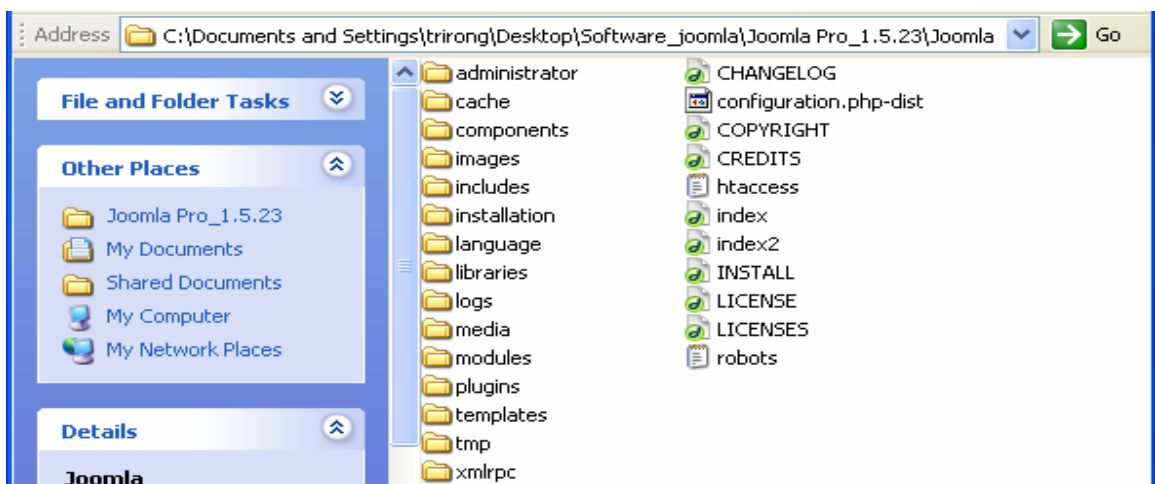 Address C:\Documents and Settings\trirong\Desktop\Software_joomla\Joomla Pro_1.5.23\Joomla Go
File and Folder Tasks
Other Places
Joomla Pro_1.5.23
My Documents
Shared Documents
My Computer
My Network Places
Details
Joomla
administrator
cache
components
images
includes
installation
language
libraries
logs
media
modules
plugins
templates
tmp
xmlrpc
CHANGELOG
configuration.php-dist
COPYRIGHT
CREDITS
htaccess
index
index2
INSTALL
LICENSE
LICENSES
robots